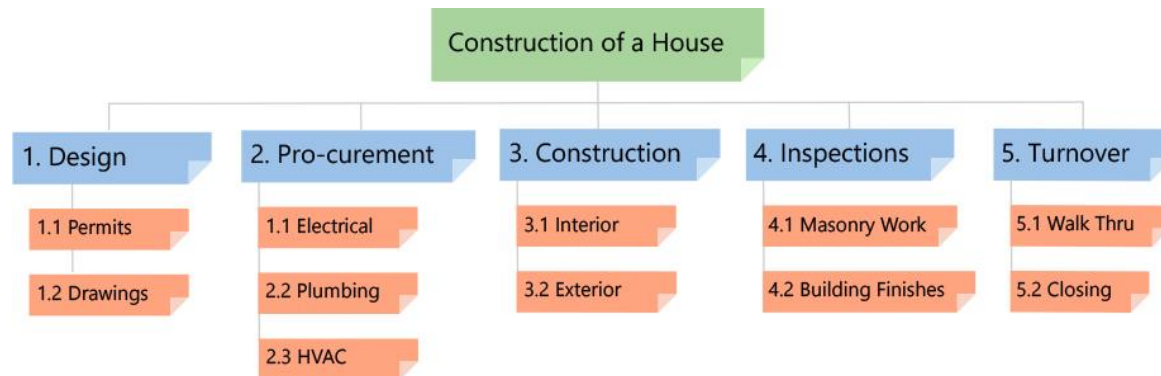 Construction of a House
1. Design
2. Pro-curement
3. Construction
4. Inspections
5. Turnover
1.1 Permits
1.1 Electrical
3.1 Interior
4.1 Masonry Work
5.1 Walk Thru
1.2 Drawings
2.2 Plumbing
3.2 Exterior
4.2 Building Finishes
5.2 Closing
2.3 HVAC